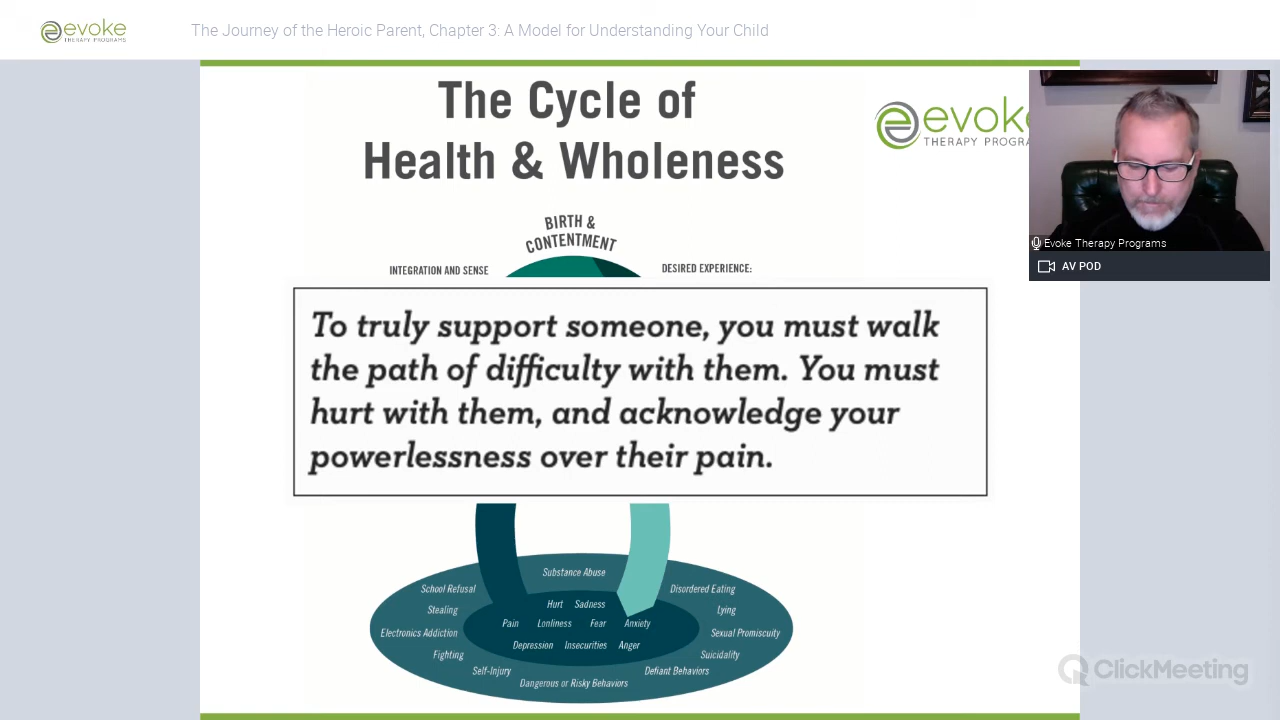 evoke
THERAPY PROGRAMS
The Journey of the Heroic Parent, Chapter 3: A Model for Understanding Your Child
The Cycle of
Health & Wholeness
evoke
THERAPY PROGRA
BIRTH &
CONTENTMENT
INTEGRATION AND SENSE
DESIRED EXPERIENCE:
Evoke Therapy Programs
AV POD
To truly support someone, you must walk
the path of difficulty with them. You must
hurt with them, and acknowledge your
powerlessness over their pain.
Substance Abuse
School Refusal
Disordered Eating
Stealing
Hurt Sadness
Lying
Pain Lonliness Fear Anxiety
Electronics Addiction
Sexual Promiscuity
Depression Insecurities Anger
Fighting
Suicidality
Self-Injury
Defiant Behaviors
Dangerous or Risky Behaviors
ClickMeeting